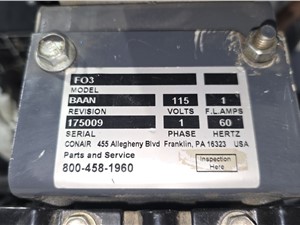 FO3
MODEL
BAAN 115 1
REVISION VOLTS F.L.AMPS
175009 1 60
SERIAL PHASE HERTZ
CONAIR 455 Allegheny Blvd Franklin, PA 16323 USA
Parts and Service
800-458-1960
Inspection
Here